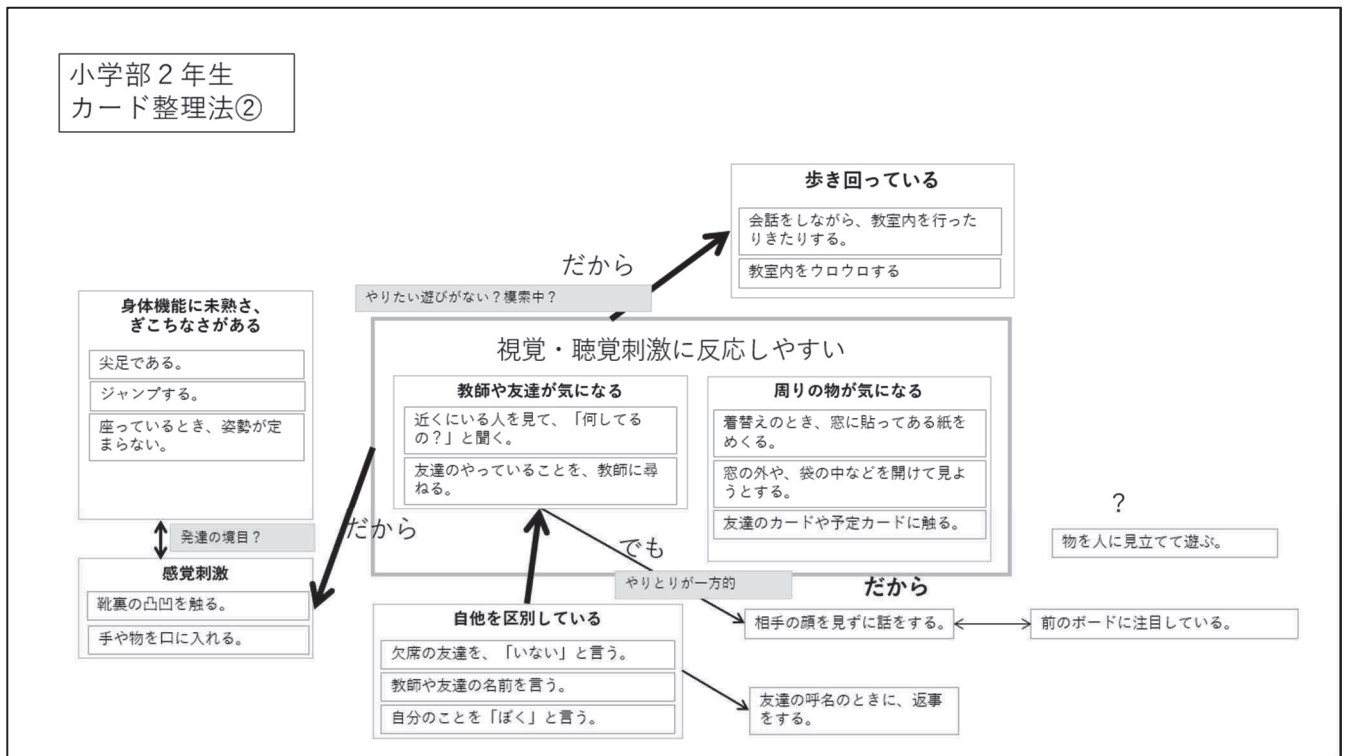 小学部２年生
カード整理法②
歩き回っている
会話をしながら、教室内を行った
りきたりする。
教室内をウロウロする
だから
やりたい遊びがない？模索中？
身体機能に未熟さ、
ぎこちなさがある
尖足である。
ジャンプする。
座っているとき、姿勢が定
まらない。
発達の境目？
感覚刺激
靴裏の凸凹を触る。
手や物を口に入れる。
だから
視覚・聴覚刺激に反応しやすい
教師や友達が気になる
近くにいる人を見て、「何してる
の？」と聞く。
友達のやっていることを、教師に尋
ねる。
周りの物が気になる
着替えのとき、窓に貼ってある紙を
めくる。
窓の外や、袋の中などを開けて見よ
うとする。
友達のカードや予定カードに触る。
？
物を人に見立てて遊ぶ。
でも
やりとりが一方的
だから
自他を区別している
欠席の友達を、「いない」と言う。
教師や友達の名前を言う。
自分のことを「ぼく」と言う。
相手の顔を見ずに話をする。
前のボードに注目している。
友達の呼名のときに、返事
をする。